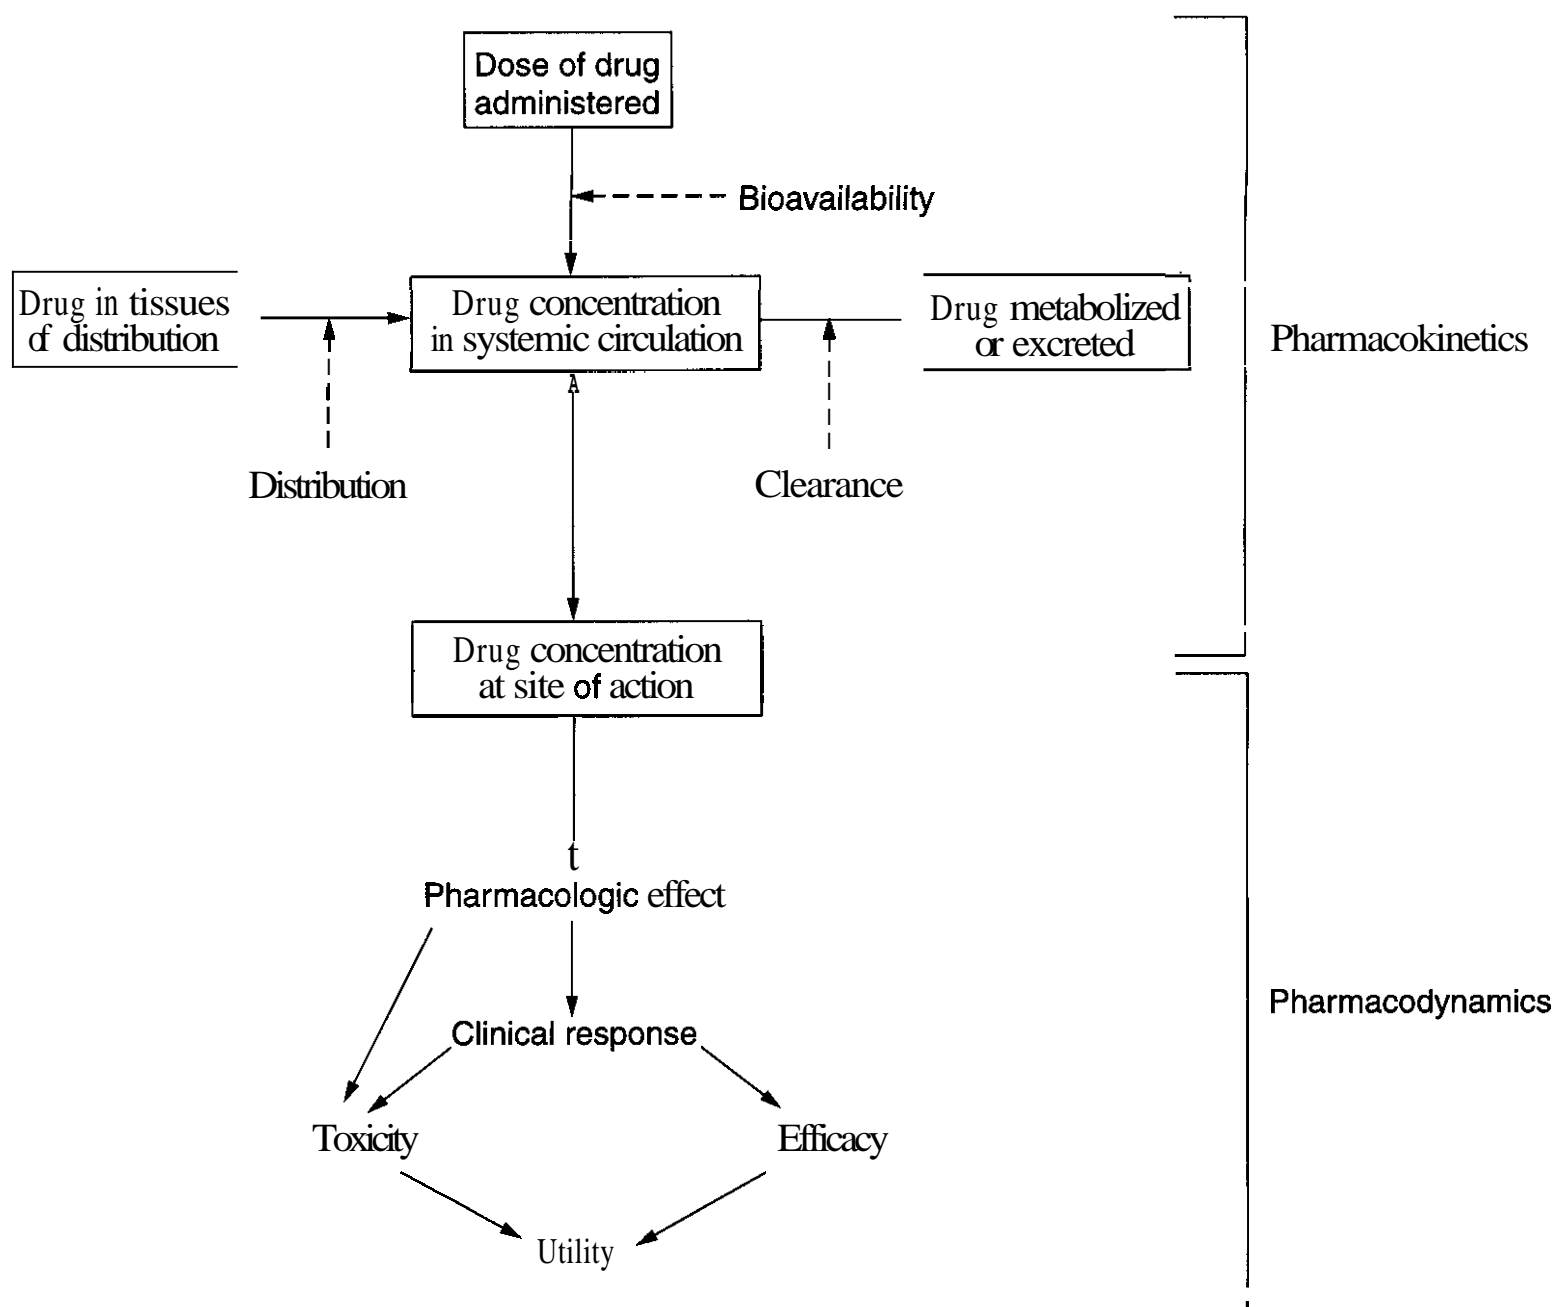 Dose of drug
administered
Bioavailability
Drug in tissues
of distribution
Drug concentration
in systemic circulation
Drug metabolized
or excreted
Pharmacokinetics
A
Distribution
Clearance
Drug concentration
at site of action
t
Pharmacologic effect
Pharmacodynamics
Clinical response
Toxicity
Efficacy
Utility